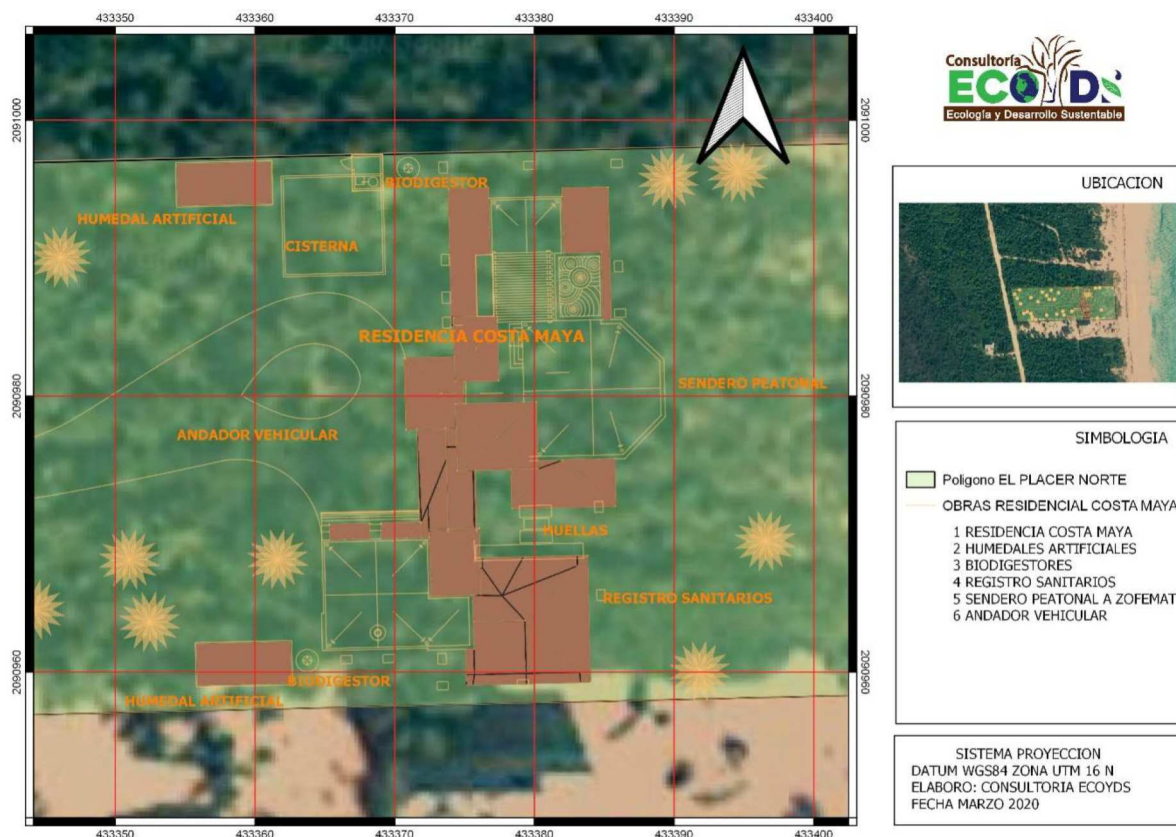 433350 433360 433370 433380 433390 433400
2091000
2091000
BIODIGESTOR
HUMEDAL ARTIFICIAL
CISTERNA
RESIDENCIA COSTA MAYA
SENDERO PEATONAL
2090980
2090980
ANDADOR VEHICULAR
HUELLAS
REGISTRO SANITARIOS
2090960
2090960
BIODIGESTOR
HUMEDAL ARTIFICIAL
433350 433360 433370 433380 433390 433400
Consultoría
ECOYDS
Ecología y Desarrollo Sustentable
UBICACION
SIMBOLOGIA
Poligono EL PLACER NORTE
OBRAS RESIDENCIAL COSTA MAYA
1 RESIDENCIA COSTA MAYA
2 HUMEDALES ARTIFICIALES
3 BIODIGESTORES
4 REGISTRO SANITARIOS
5 SENDERO PEATONAL A ZOFEMAT
6 ANDADOR VEHICULAR
SISTEMA PROYECCION
DATUM WGS84 ZONA UTM 16 N
ELABORO: CONSULTORIA ECOYDS
FECHA MARZO 2020